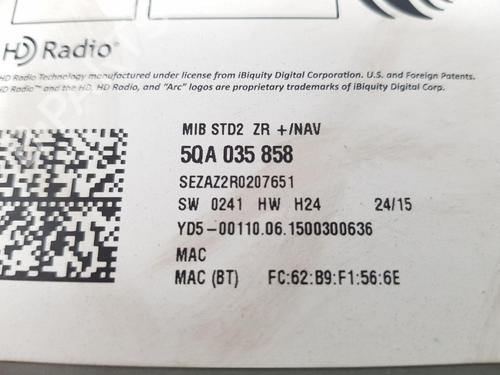 HD Radio®
HD Radio Technology manufactured under license from iBiquity Digital Corporation. U.S. and Foreign Patents.
HD Radio™ and the HD, HD Radio, and “Arc” logos are proprietary trademarks of iBiquity Digital Corp.
MIB STD2 ZR +/NAV
5QA 035 858
SEZAZ2R0207651
SW 0241 HW H24 24/15
YD5-00110.06.1500300636
MAC
MAC (BT) FC:62:B9:F1:56:6E